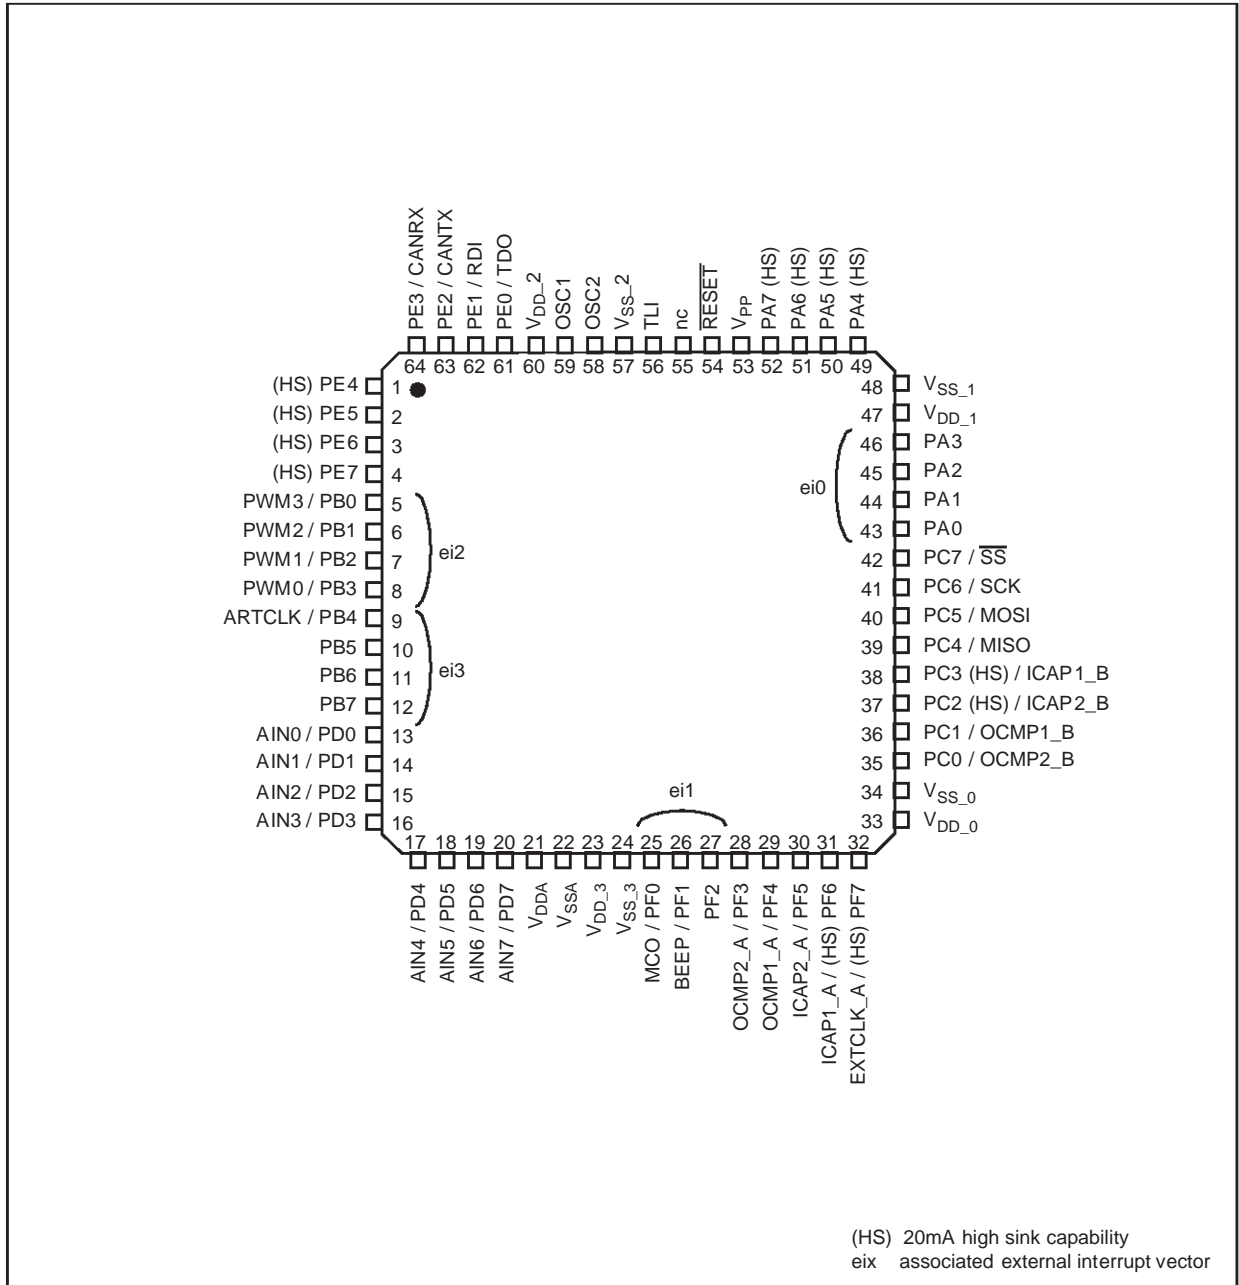 PE3 / CANRX
PE2 / CANTX
PE1 / RDI
PE0 / TDO
VDD_2
OSC1
OSC2
VSS_2
TLI
nc
RESET
VPP
PA7 (HS)
PA6 (HS)
PA5 (HS)
PA4 (HS)
64 63 62 61 60 59 58 57 56 55 54 53 52 51 50 49
(HS) PE4 1
(HS) PE5 2
(HS) PE6 3
(HS) PE7 4
PWM3 / PB0 5
PWM2 / PB1 6
PWM1 / PB2 7
PWM0 / PB3 8
ARTCLK / PB4 9
PB5 10
PB6 11
PB7 12
AIN0 / PD0 13
AIN1 / PD1 14
AIN2 / PD2 15
AIN3 / PD3 16
ei2
ei3
ei0
ei1
48 VSS_1
47 VDD_1
46 PA3
45 PA2
44 PA1
43 PA0
42 PC7 / SS
41 PC6 / SCK
40 PC5 / MOSI
39 PC4 / MISO
38 PC3 (HS) / ICAP1_B
37 PC2 (HS) / ICAP2_B
36 PC1 / OCMP1_B
35 PC0 / OCMP2_B
34 VSS_0
33 VDD_0
17 18 19 20 21 22 23 24 25 26 27 28 29 30 31 32
AIN4 / PD4
AIN5 / PD5
AIN6 / PD6
AIN7 / PD7
VDDA
VSSA
VDD_3
VSS_3
MCO / PF0
BEEP / PF1
PF2
OCMP2_A / PF3
OCMP1_A / PF4
ICAP2_A / PF5
ICAP1_A / (HS) PF6
EXTCLK_A / (HS) PF7
(HS) 20mA high sink capability
eix associated external interrupt vector